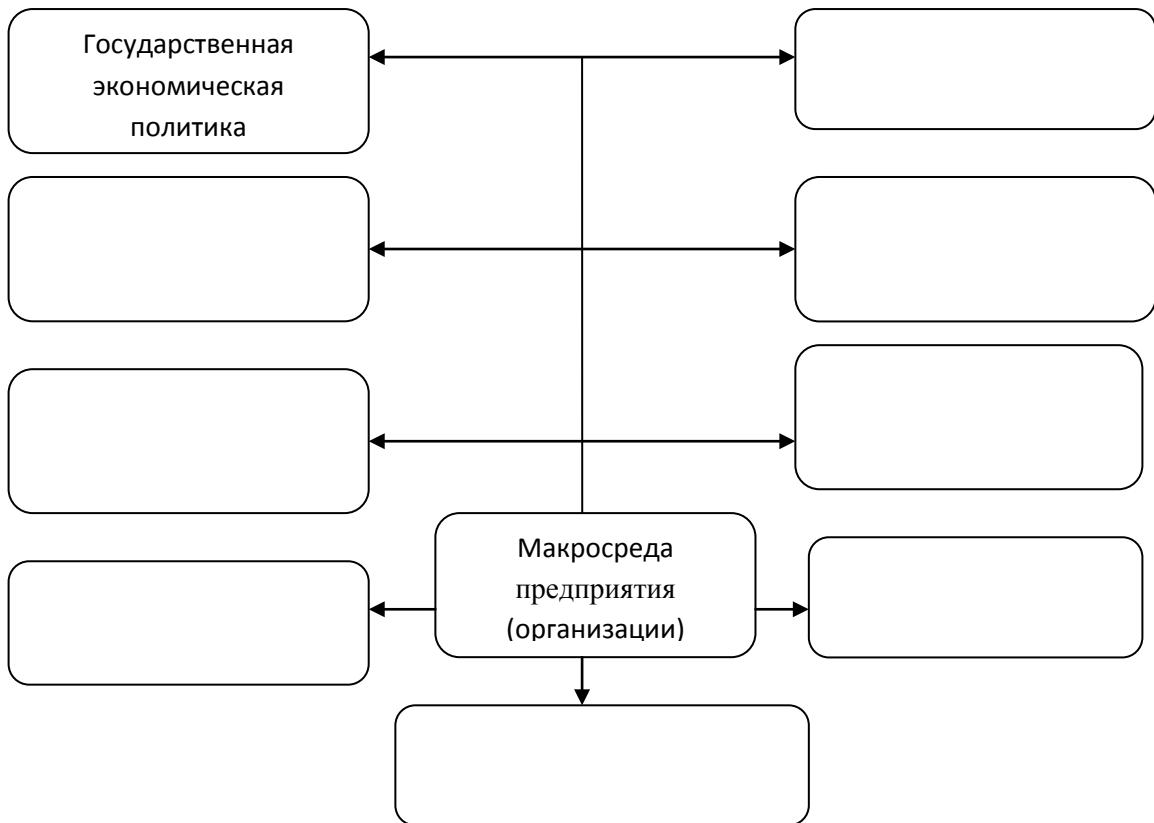 Государственная
экономическая
политика
Макросреда
предприятия
(организации)